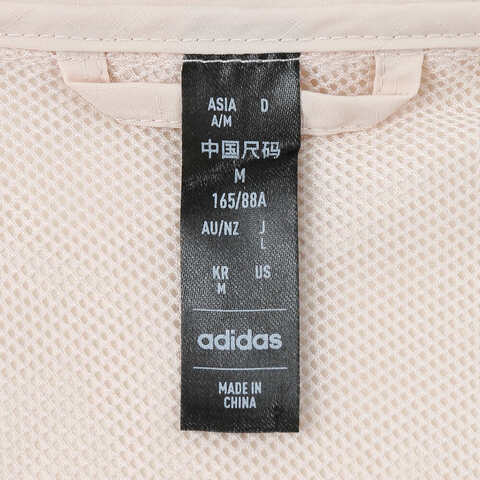 ASIA D
A/M
中国尺码
M
165/88A
AU/NZ J
L
KR US
M
adidas
MADE IN
CHINA